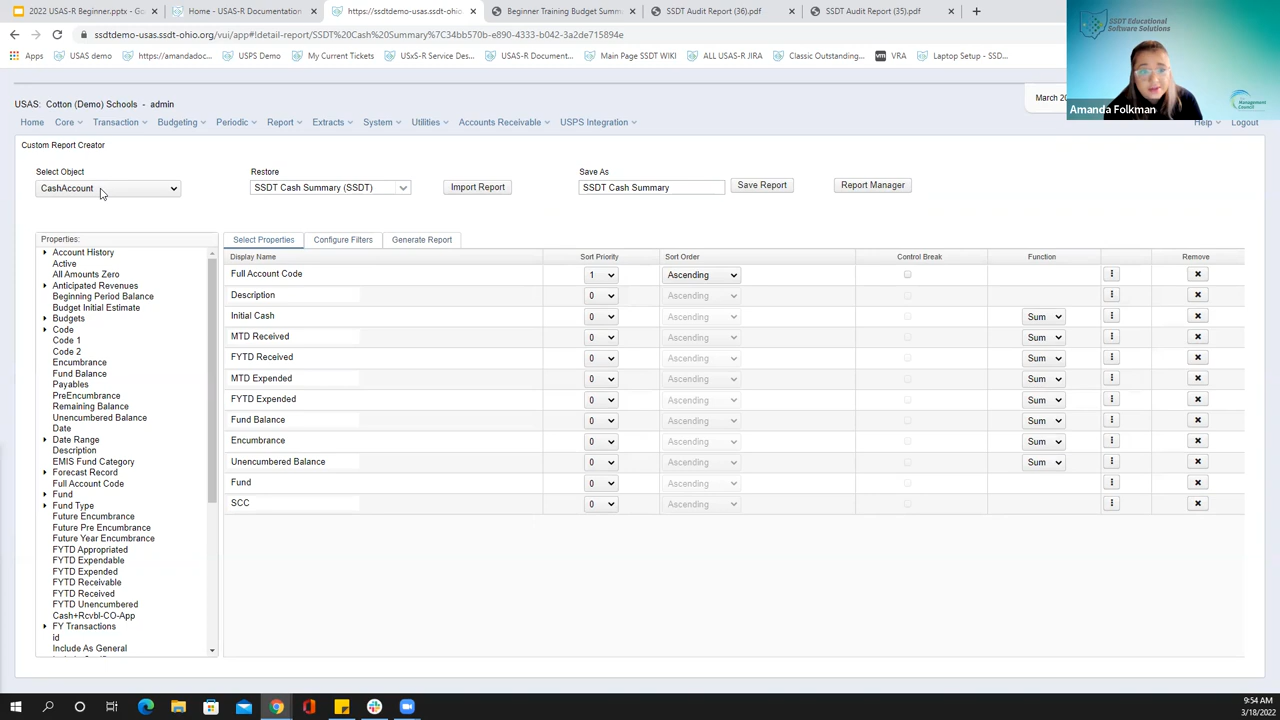 2022 USAS-R Beginner.pptx - Go
Home - USAS-R Documentation
https://ssdtdemo-usas.ssdt-ohio
Beginner Training Budget Summ
SSDT Audit Report (36).pdf
SSDT Audit Report (35).pdf
ssdtdemo-usas.ssdt-ohio.org/vui/app#!detail-report/SSDT%20Cash%20S
70b-e890-4333-b042-3a2de715894e
Apps
USAS demo
https://amandadoc...
USPS Demo
My Current Tickets
USxS-R Service Des...
USAS-R Document...
Main Page SSDT WIKI
ALL USAS-R JIRA
Classic Outstanding...
VRA
Laptop Setup - SSD...
SSDT Educational
Software Solutions
Management
Council
Amanda Folkman
USAS: Cotton (Demo) Schools - admin
March 20
Home Core Transaction Budgeting Periodic Report Extracts System Utilities Accounts Receivable USPS Integration Help Logout
Custom Report Creator
Select Object
Restore
Save As
CashAccount
SSDT Cash Summary (SSDT)
Import Report
SSDT Cash Summary
Save Report
Report Manager
Properties:
Account History
Active
All Amounts Zero
Anticipated Revenues
Beginning Period Balance
Budget Initial Estimate
Budgets
Code
Code 1
Code 2
Encumbrance
Fund Balance
Payables
PreEncumbrance
Remaining Balance
Unencumbered Balance
Date
Date Range
Description
EMIS Fund Category
Forecast Record
Full Account Code
Fund
Fund Type
Future Encumbrance
Future Pre Encumbrance
Future Year Encumbrance
FYTD Appropriated
FYTD Expendable
FYTD Expended
FYTD Receivable
FYTD Received
FYTD Unencumbered
Cash+Rcvbl-CO-App
FY Transactions
id
Include As General
Select Properties Configure Filters Generate Report
Display Name Sort Priority Sort Order Control Break Function Remove
Full Account Code 1 Ascending
Description 0 Ascending
Initial Cash 0 Ascending Sum
MTD Received 0 Ascending Sum
FYTD Received 0 Ascending Sum
MTD Expended 0 Ascending Sum
FYTD Expended 0 Ascending Sum
Fund Balance 0 Ascending Sum
Encumbrance 0 Ascending Sum
Unencumbered Balance 0 Ascending Sum
Fund 0 Ascending
SCC 0 Ascending
9:54 AM
3/18/2022